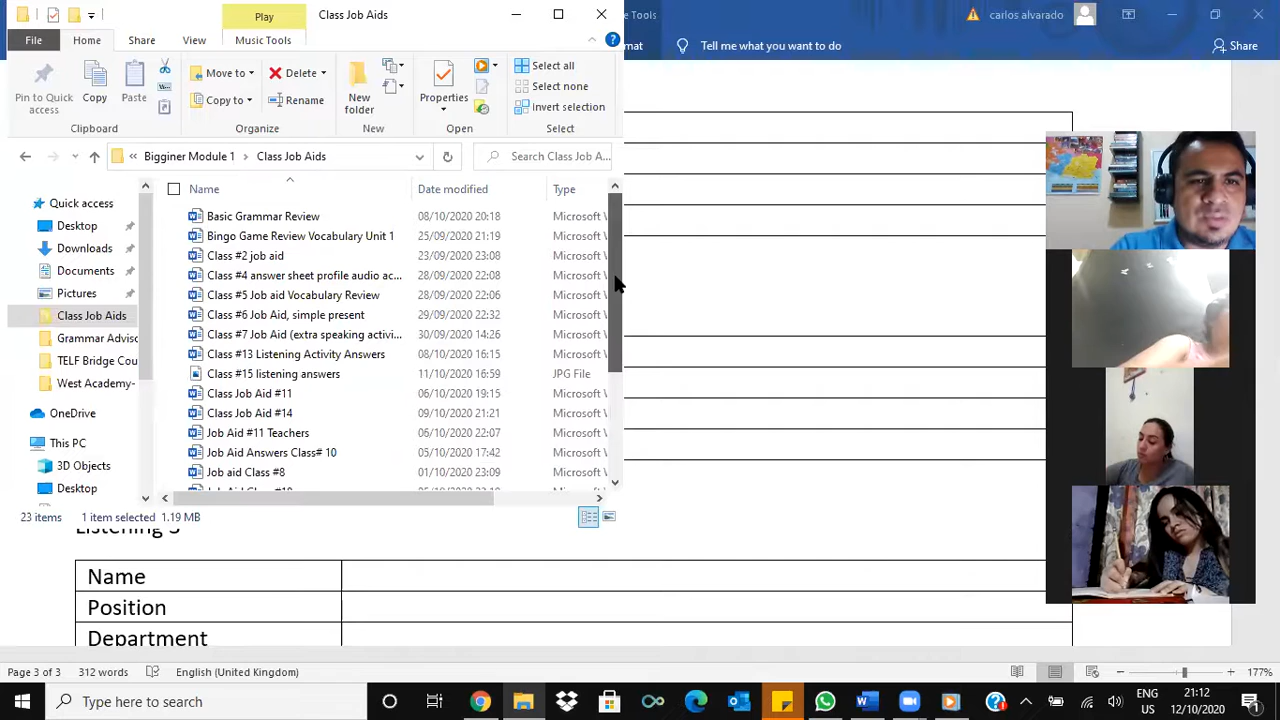 Play
Class Job Aids
Tools
carlos alvarado
File
Home
Share
View
Music Tools
mat
Tell me what you want to do
Share
Pin to Quick access
Copy
Paste
Move to
Copy to
Delete
Rename
New folder
Properties
Select all
Select none
Invert selection
Clipboard
Organize
New
Open
Select
Bigginer Module 1
Class Job Aids
Search Class Job A...
Name
Date modified
Type
Quick access
Desktop
Downloads
Documents
Pictures
Class Job Aids
Grammar Adviso
TELF Bridge Cou
West Academy-
OneDrive
This PC
3D Objects
Desktop
Basic Grammar Review 08/10/2020 20:18 Microsoft
Bingo Game Review Vocabulary Unit 1 25/09/2020 21:19 Microsoft
Class #2 job aid 23/09/2020 23:08 Microsoft
Class #4 answer sheet profile audio ac... 28/09/2020 22:08 Microsoft
Class #5 Job aid Vocabulary Review 28/09/2020 22:06 Microsoft
Class #6 Job Aid, simple present 29/09/2020 22:32 Microsoft
Class #7 Job Aid (extra speaking activi... 30/09/2020 14:26 Microsoft
Class #13 Listening Activity Answers 08/10/2020 16:15 Microsoft
Class #15 listening answers 11/10/2020 16:59 JPG File
Class Job Aid #11 06/10/2020 19:15 Microsoft
Class Job Aid #14 09/10/2020 21:21 Microsoft
Job Aid #11 Teachers 06/10/2020 22:07 Microsoft
Job Aid Answers Class# 10 05/10/2020 17:42 Microsoft
Job aid Class #8 01/10/2020 23:09 Microsoft
23 items 1 item selected 1.19 MB
Listening 3
Name
Position
Department
Page 3 of 3 312 words English (United Kingdom) 177%
Type here to search
ENG
US
21:12
12/10/2020
1